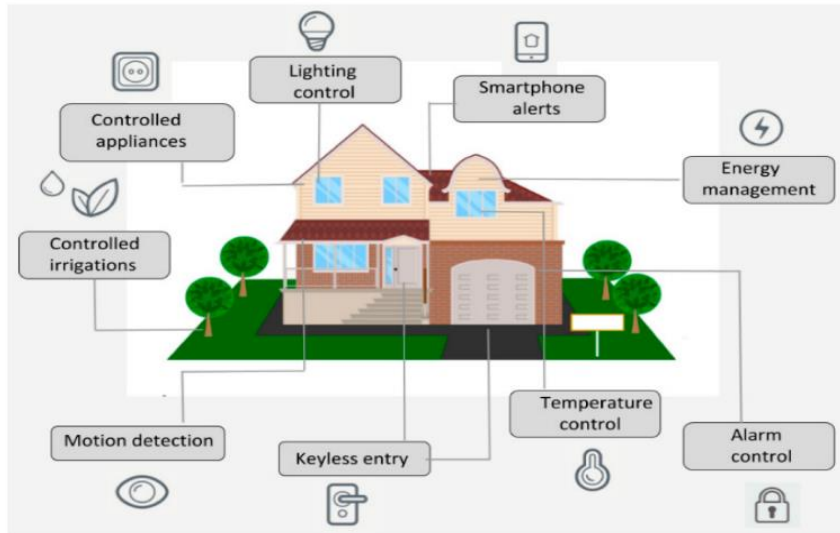 Lighting
control
Smartphone
alerts
Controlled
appliances
Energy
management
Controlled
irrigations
Temperature
control
Motion detection
Keyless entry
Alarm
control